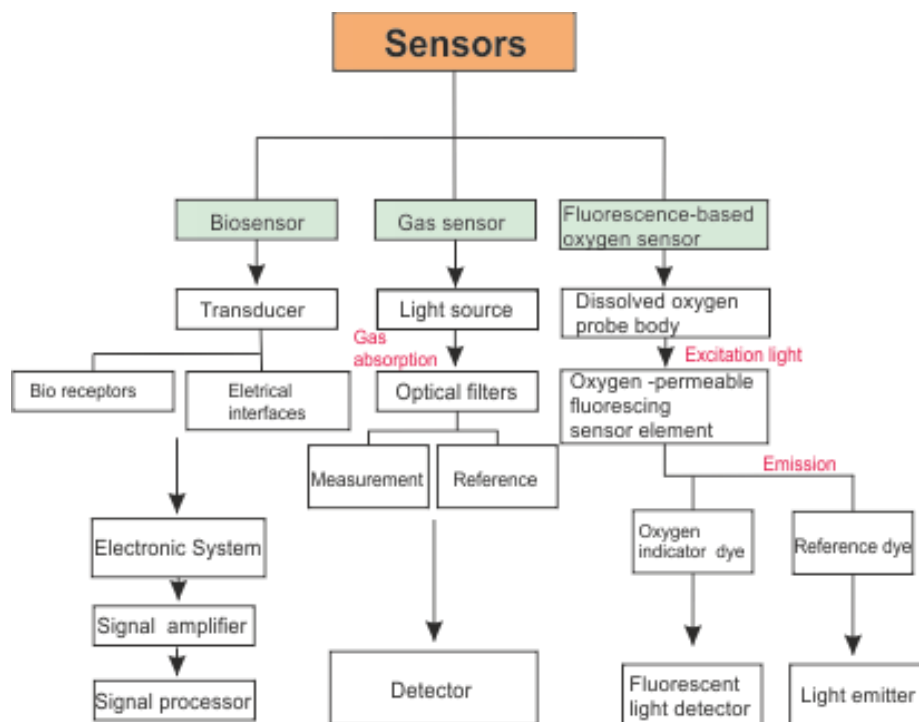 Sensors
Biosensor
Gas sensor
Fluorescence-based
oxygen sensor
Transducer
Light source
Dissolved oxygen
probe body
Gas
absorption
Excitation light
Bio receptors
Eletrical
interfaces
Optical filters
Oxygen -permeable
fluorescing
sensor element
Measurement
Reference
Emission
Electronic System
Oxygen
indicator dye
Reference dye
Signal amplifier
Signal processor
Detector
Fluorescent
light detector
Light emitter